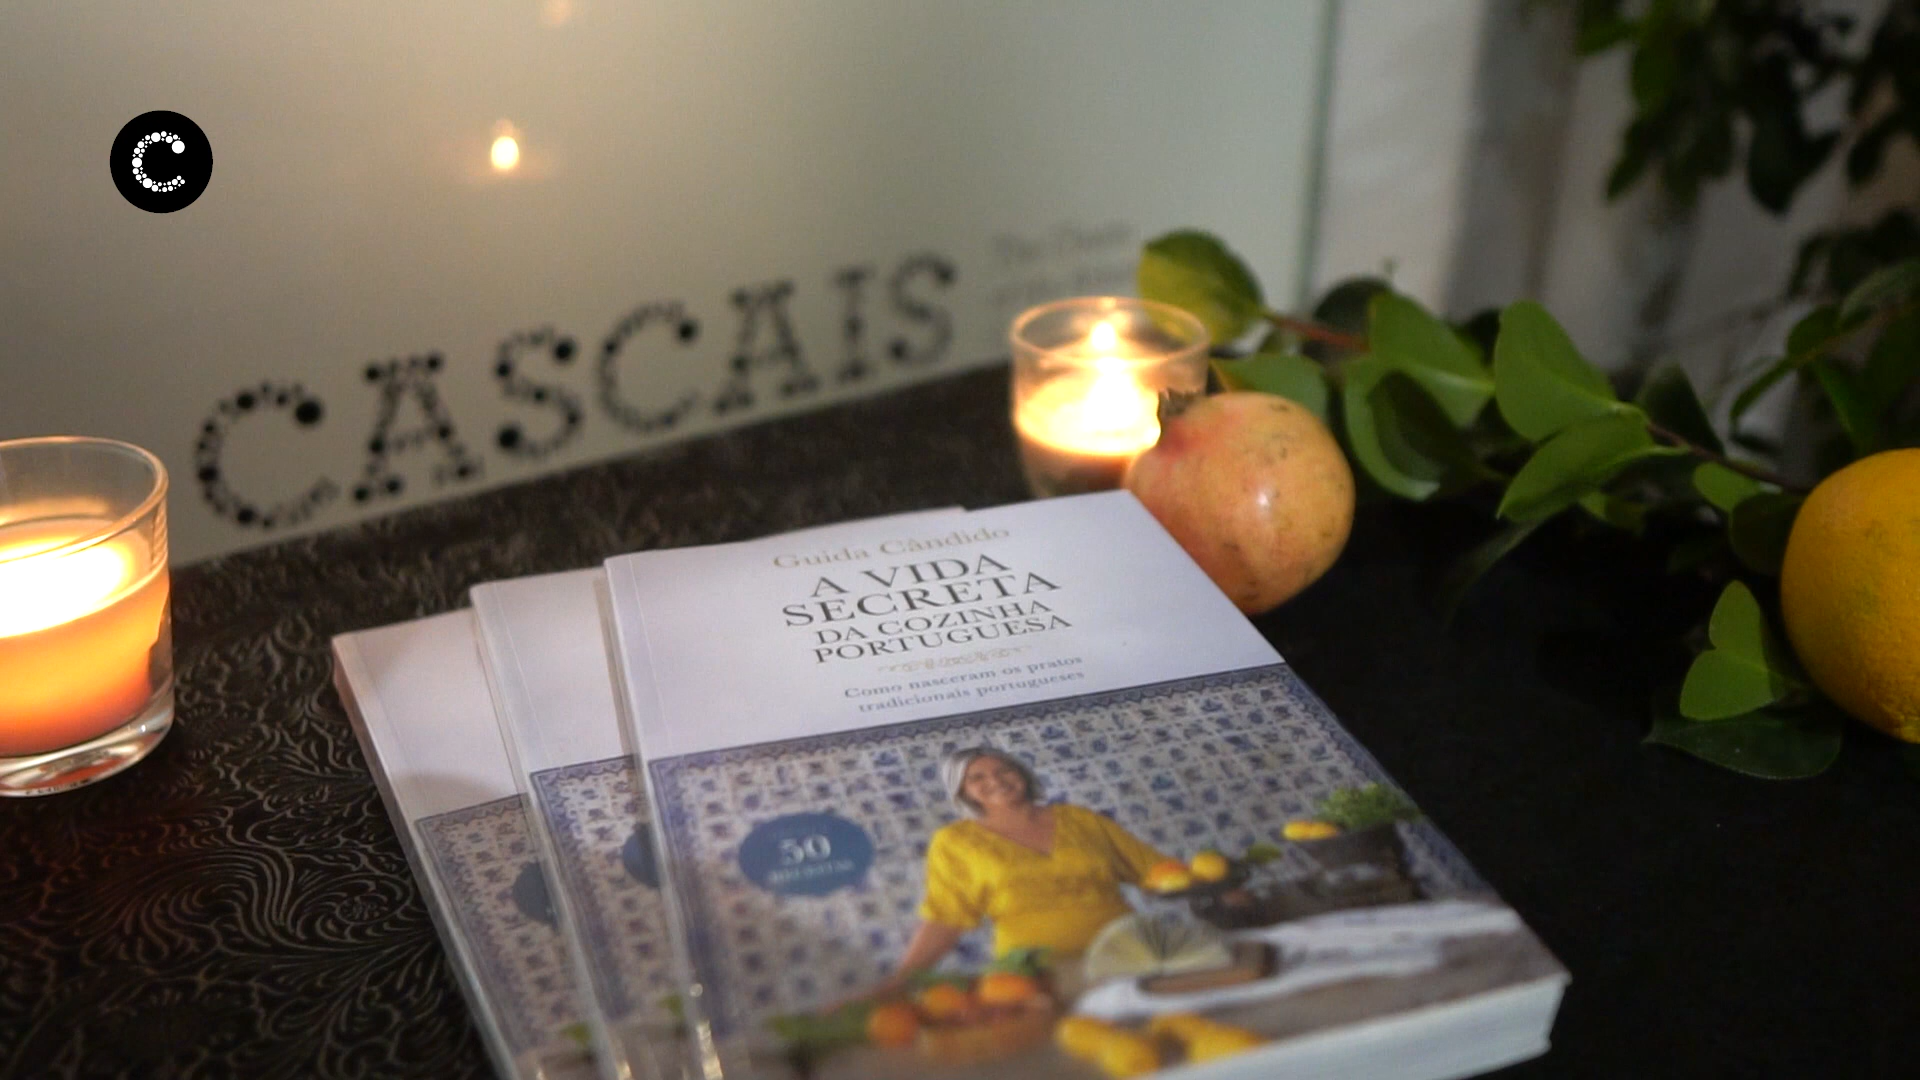 C
CASCAIS
Guida Cândido
A VIDA
SECRETA
DA COZINHA
PORTUGUESA
Como nasceram os pratos
tradicionais portugueses
50